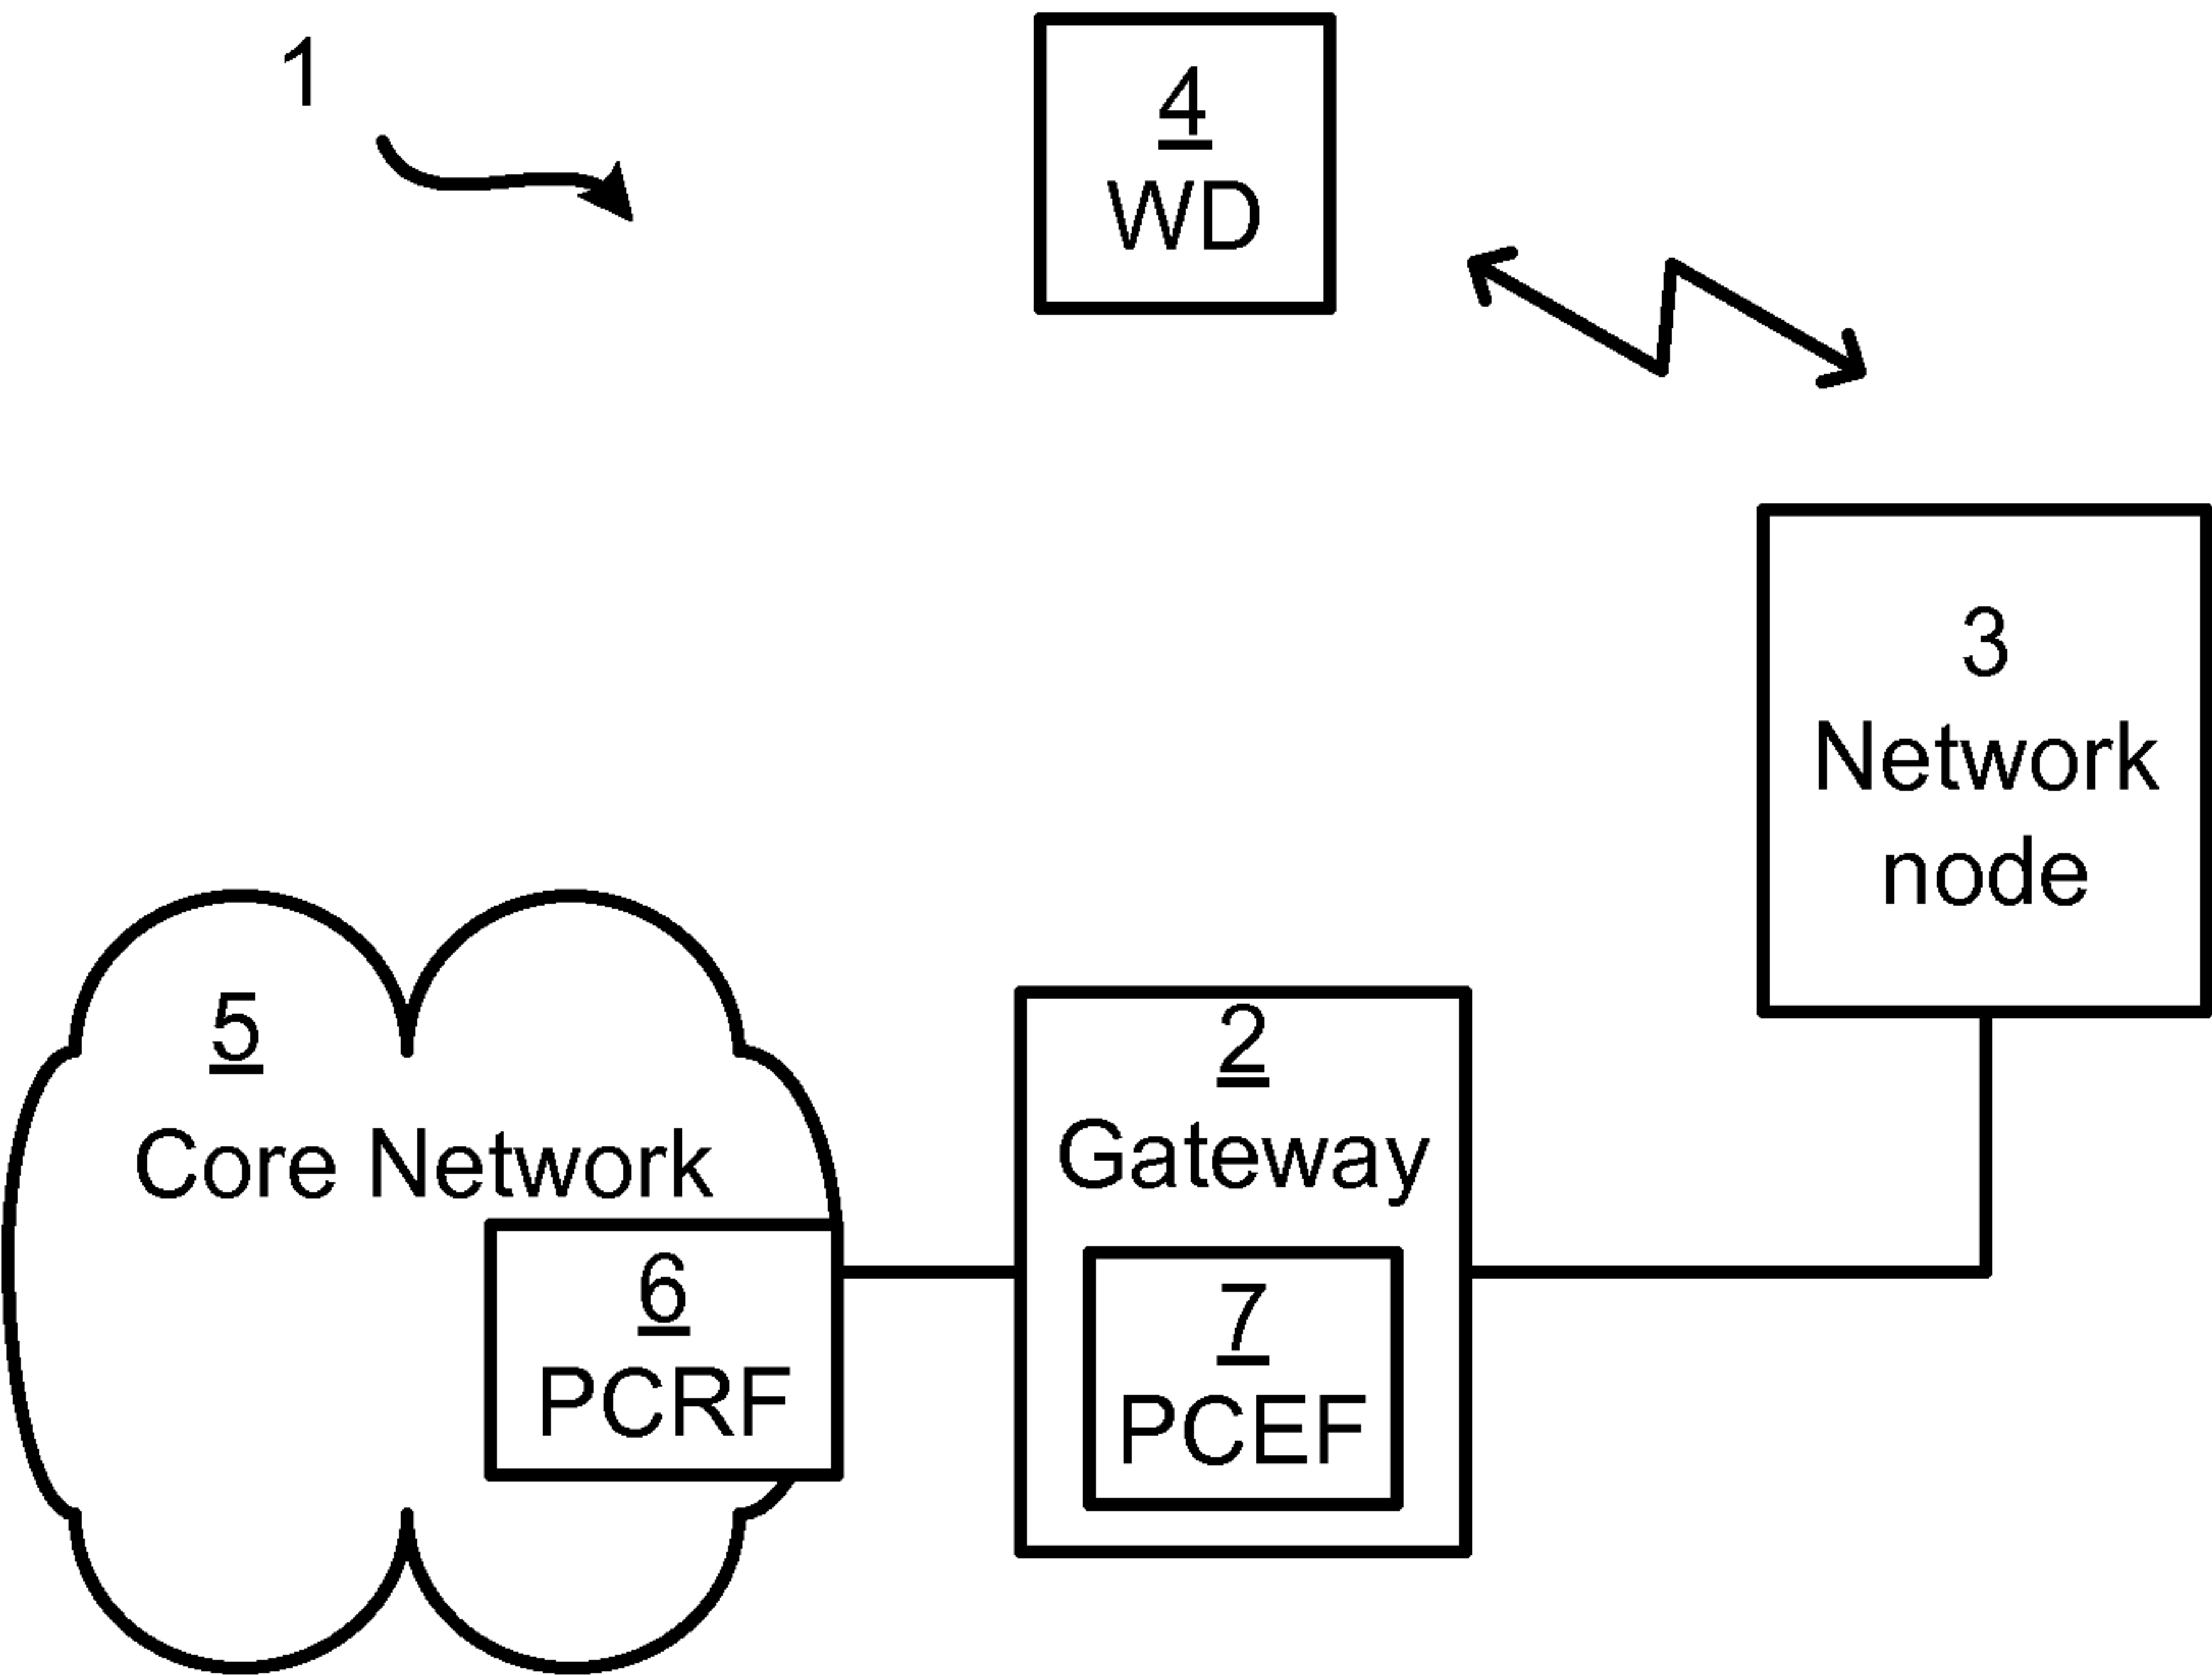 1
4
WD
3
Network
node
5
Core Network
2
Gateway
6
PCRF
7
PCEF